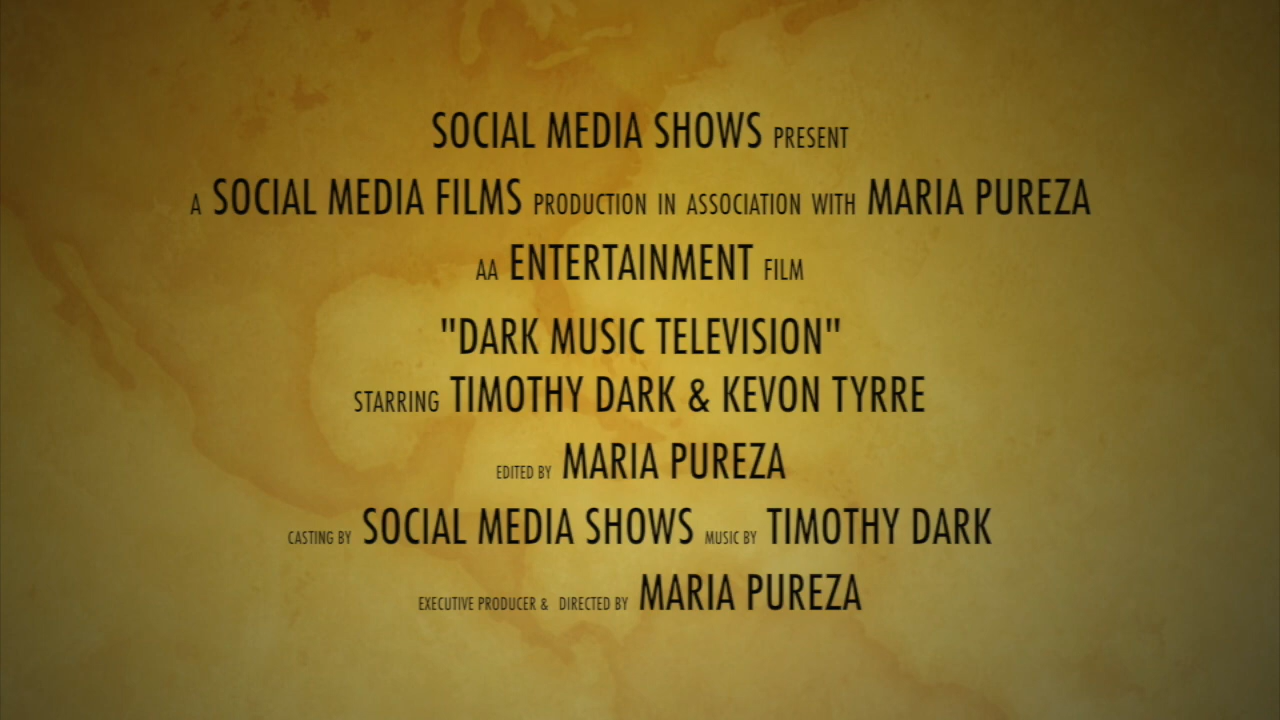 SOCIAL MEDIA SHOWS PRESENT
A SOCIAL MEDIA FILMS PRODUCTION IN ASSOCIATION WITH MARIA PUREZA
AA ENTERTAINMENT FILM
"DARK MUSIC TELEVISION"
STARRING TIMOTHY DARK & KEVON TYRRE
EDITED BY MARIA PUREZA
CASTING BY SOCIAL MEDIA SHOWS MUSIC BY TIMOTHY DARK
EXECUTIVE PRODUCER & DIRECTED BY MARIA PUREZA